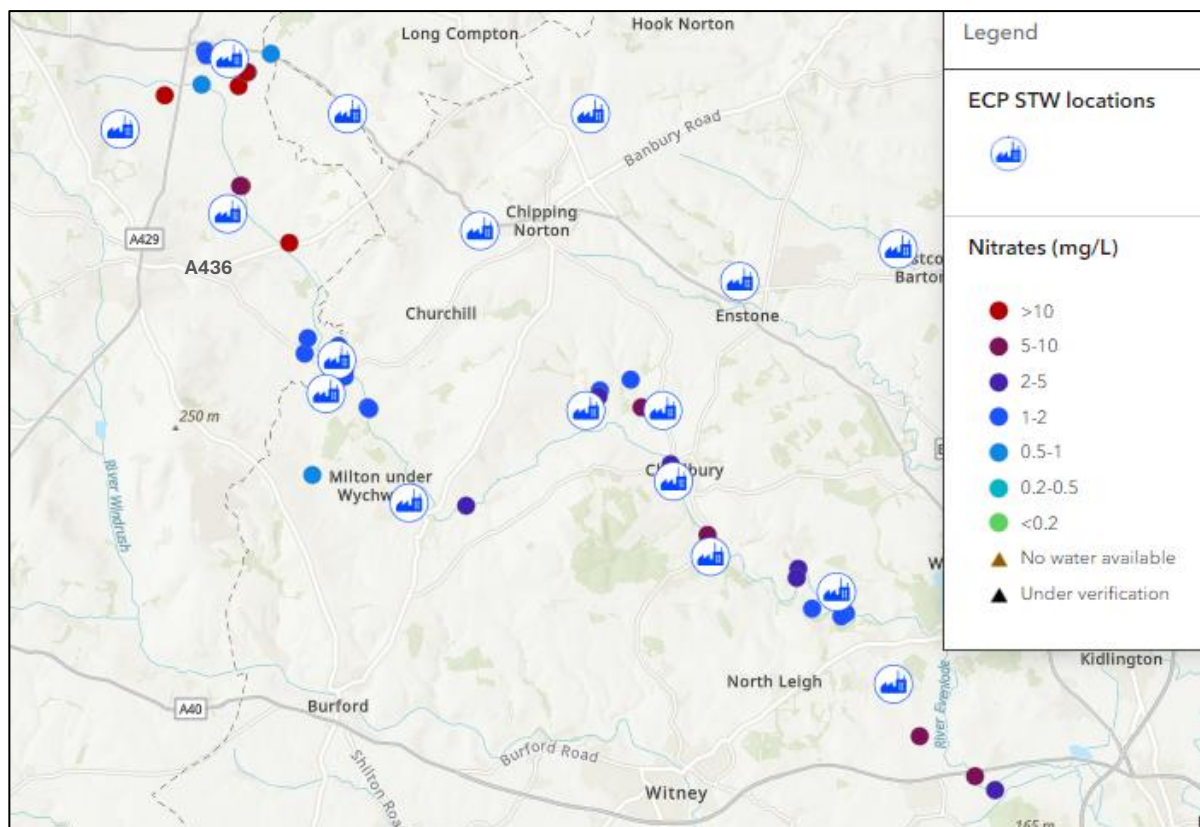 Long Compton
Hook Norton
Banbury Road
Chipping
Norton
A429
A436
Churchill
Enstone
Barton
250 m
River Windrush
Milton under
River Evenlode
North Leigh
Kidlington
A40
Burford
Burford Road
Witney
165 m
Legend
ECP STW locations
Nitrates (mg/L)
>10
5-10
2-5
1-2
0.5-1
0.2-0.5
<0.2
No water available
Under verification